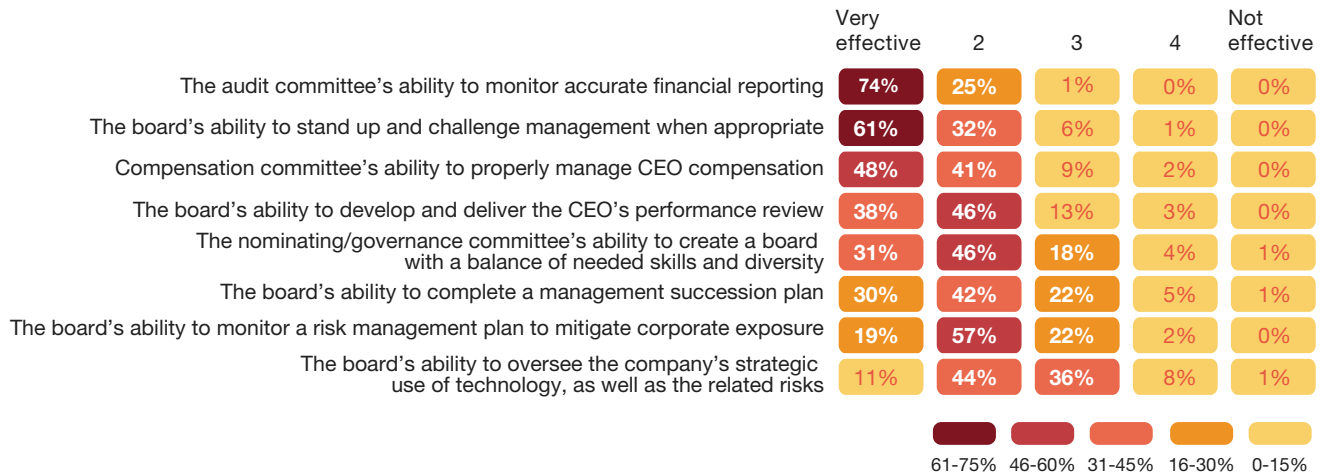 Very effective 2 3 4 Not effective
The audit committee’s ability to monitor accurate financial reporting 74% 25% 1% 0% 0%
The board’s ability to stand up and challenge management when appropriate 61% 32% 6% 1% 0%
Compensation committee’s ability to properly manage CEO compensation 48% 41% 9% 2% 0%
The board’s ability to develop and deliver the CEO’s performance review 38% 46% 13% 3% 0%
The nominating/governance committee’s ability to create a board
with a balance of needed skills and diversity 31% 46% 18% 4% 1%
The board’s ability to complete a management succession plan 30% 42% 22% 5% 1%
The board’s ability to monitor a risk management plan to mitigate corporate exposure 19% 57% 22% 2% 0%
The board’s ability to oversee the company’s strategic
use of technology, as well as the related risks 11% 44% 36% 8% 1%
61-75% 46-60% 31-45% 16-30% 0-15%